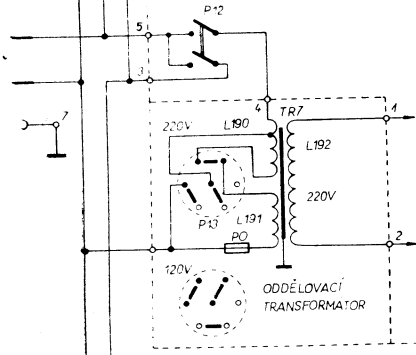 P12
5
3
7
4
TR7
1
220V
L190
L192
L191
220V
P13
PO
2
120V
ODDĚLOVACÍ
TRANSFORMATOR